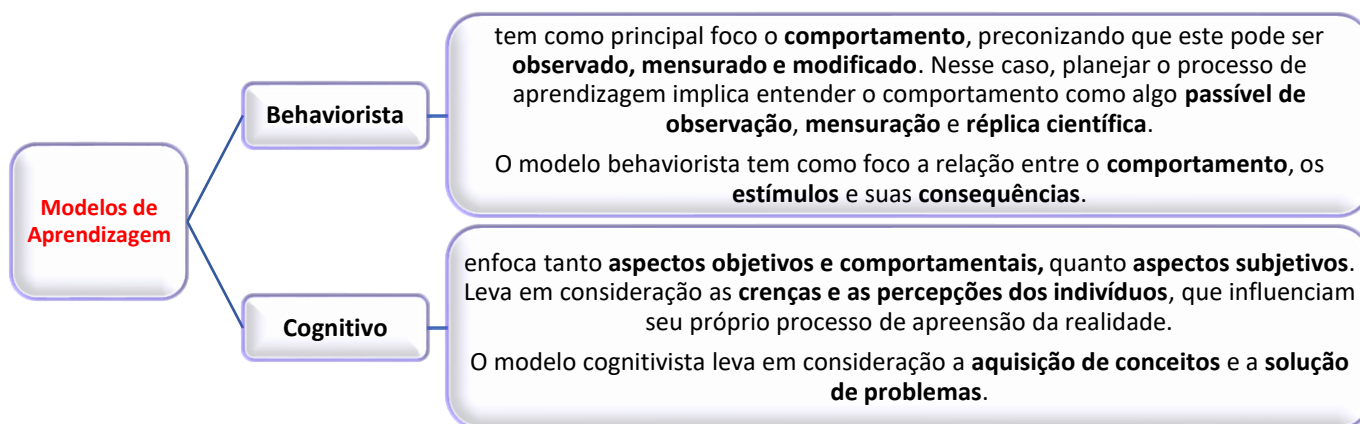 Modelos de
Aprendizagem
Behaviorista
tem como principal foco o comportamento, preconizando que este pode ser
observado, mensurado e modificado. Nesse caso, planejar o processo de
aprendizagem implica entender o comportamento como algo passível de
observação, mensuração e réplica científica.
O modelo behaviorista tem como foco a relação entre o comportamento, os
estímulos e suas consequências.
Cognitivo
enfoca tanto aspectos objetivos e comportamentais, quanto aspectos subjetivos.
Leva em consideração as crenças e as percepções dos indivíduos, que influenciam
seu próprio processo de apreensão da realidade.
O modelo cognitivista leva em consideração a aquisição de conceitos e a solução
de problemas.